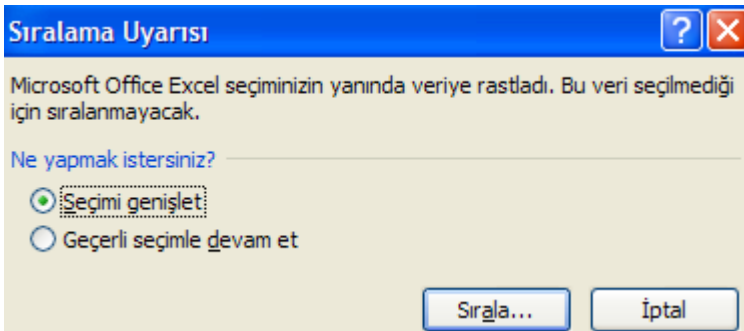 Sıralama Uyarısı
Microsoft Office Excel seçiminizin yanında veriye rastladı. Bu veri seçilmediği
için sıralanmayacak.
Ne yapmak istersiniz?
Seçimi genişlet
Geçerli seçimle devam et
Sırala... İptal